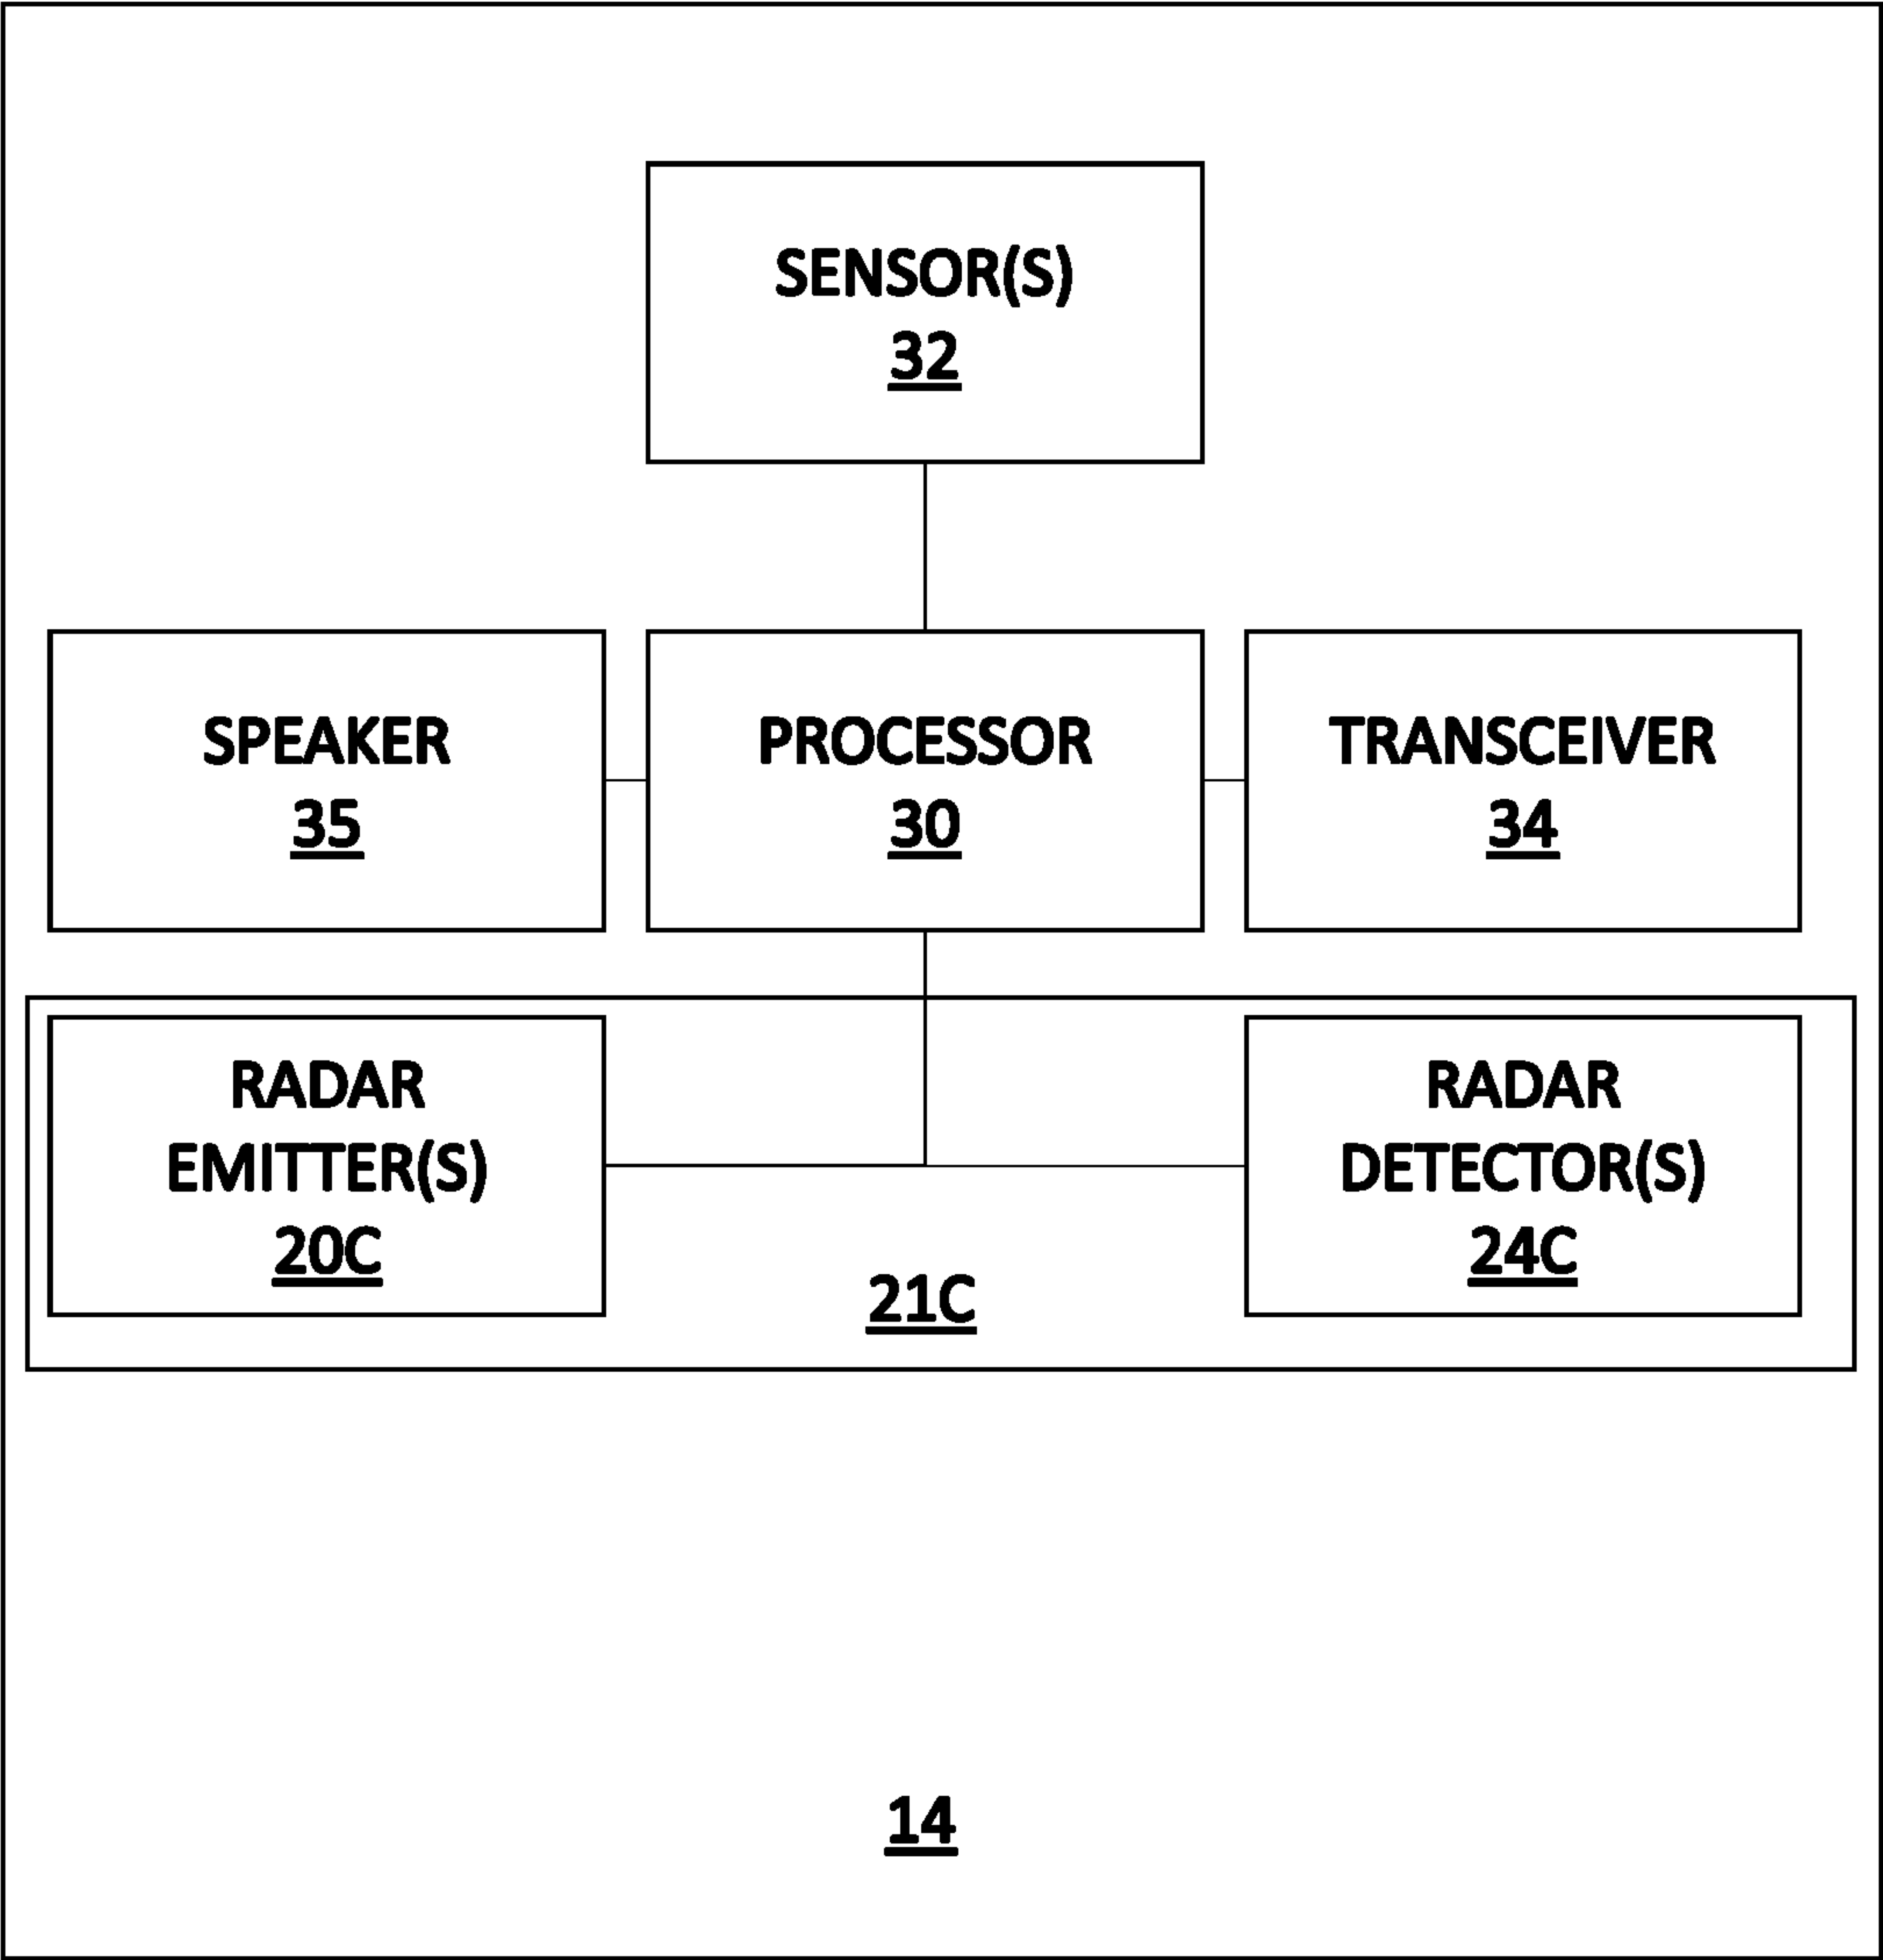 SENSOR(S)
32
SPEAKER
35
PROCESSOR
30
TRANSCEIVER
34
RADAR
EMITTER(S)
20C
RADAR
DETECTOR(S)
24C
21C
14